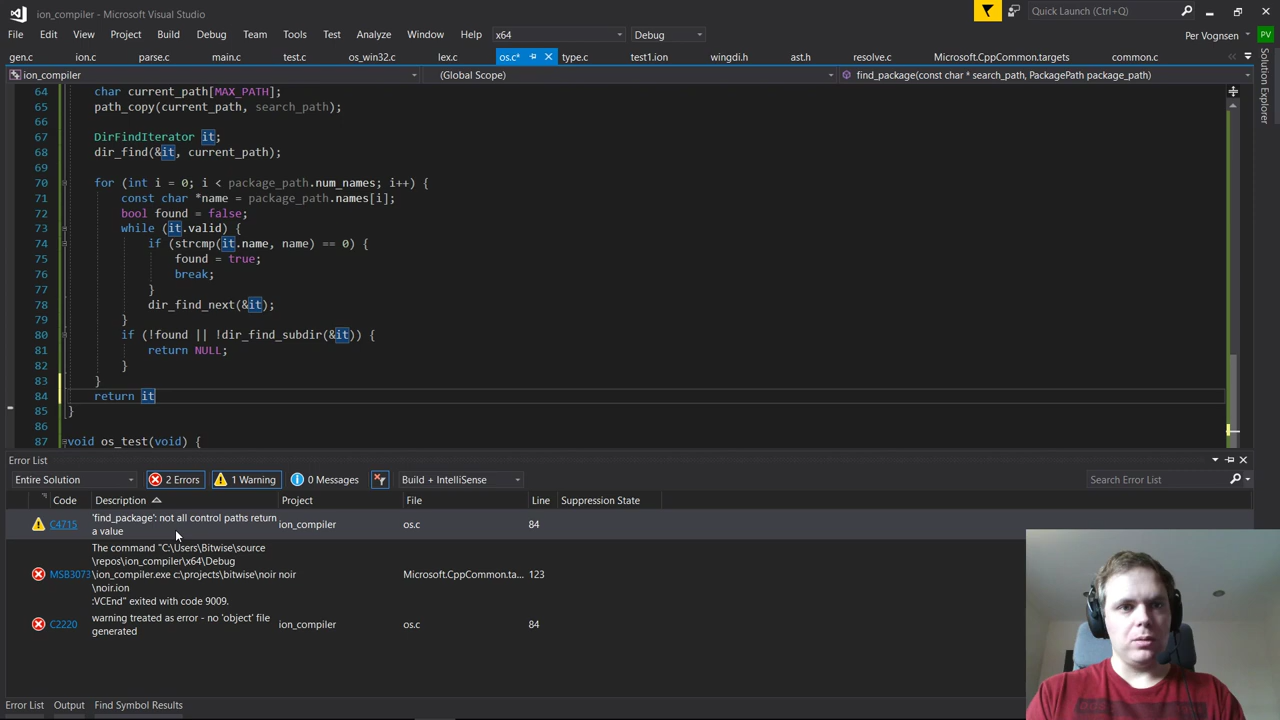 ion_compiler - Microsoft Visual Studio
Quick Launch (Ctrl+Q)
File Edit View Project Build Debug Team Tools Test Analyze Window Help x64 Debug Per Vognsen PV
gen.c ion.c parse.c main.c test.c os_win32.c lex.c os.c* type.c test1.ion wingdi.h ast.h resolve.c Microsoft.CppCommon.targets common.c
ion_compiler (Global Scope) find_package(const char * search_path, PackagePath package_path)
Solution Explorer
64 char current_path[MAX_PATH];
65 path_copy(current_path, search_path);
66
67 DirFindIterator it;
68 dir_find(&it, current_path);
69
70 for (int i = 0; i < package_path.num_names; i++) {
71 const char *name = package_path.names[i];
72 bool found = false;
73 while (it.valid) {
74 if (strcmp(it.name, name) == 0) {
75 found = true;
76 break;
77 }
78 dir_find_next(&it);
79 }
80 if (!found || !dir_find_subdir(&it)) {
81 return NULL;
82 }
83 }
84 return it
85 }
86
87 void os_test(void) {
Error List
Entire Solution 2 Errors 1 Warning 0 Messages Build + IntelliSense Search Error List
Code Description Project File Line Suppression State
C4715 'find_package': not all control paths return a value ion_compiler os.c 84
The command "C:\Users\Bitwise\source
\repos\ion_compiler\x64\Debug
MSB3073 \ion_compiler.exe c:\projects\bitwise\noir noir Microsoft.CppCommon.ta... 123
\noir.ion
:VCEnd" exited with code 9009.
C2220 warning treated as error - no 'object' file generated ion_compiler os.c 84
Error List Output Find Symbol Results